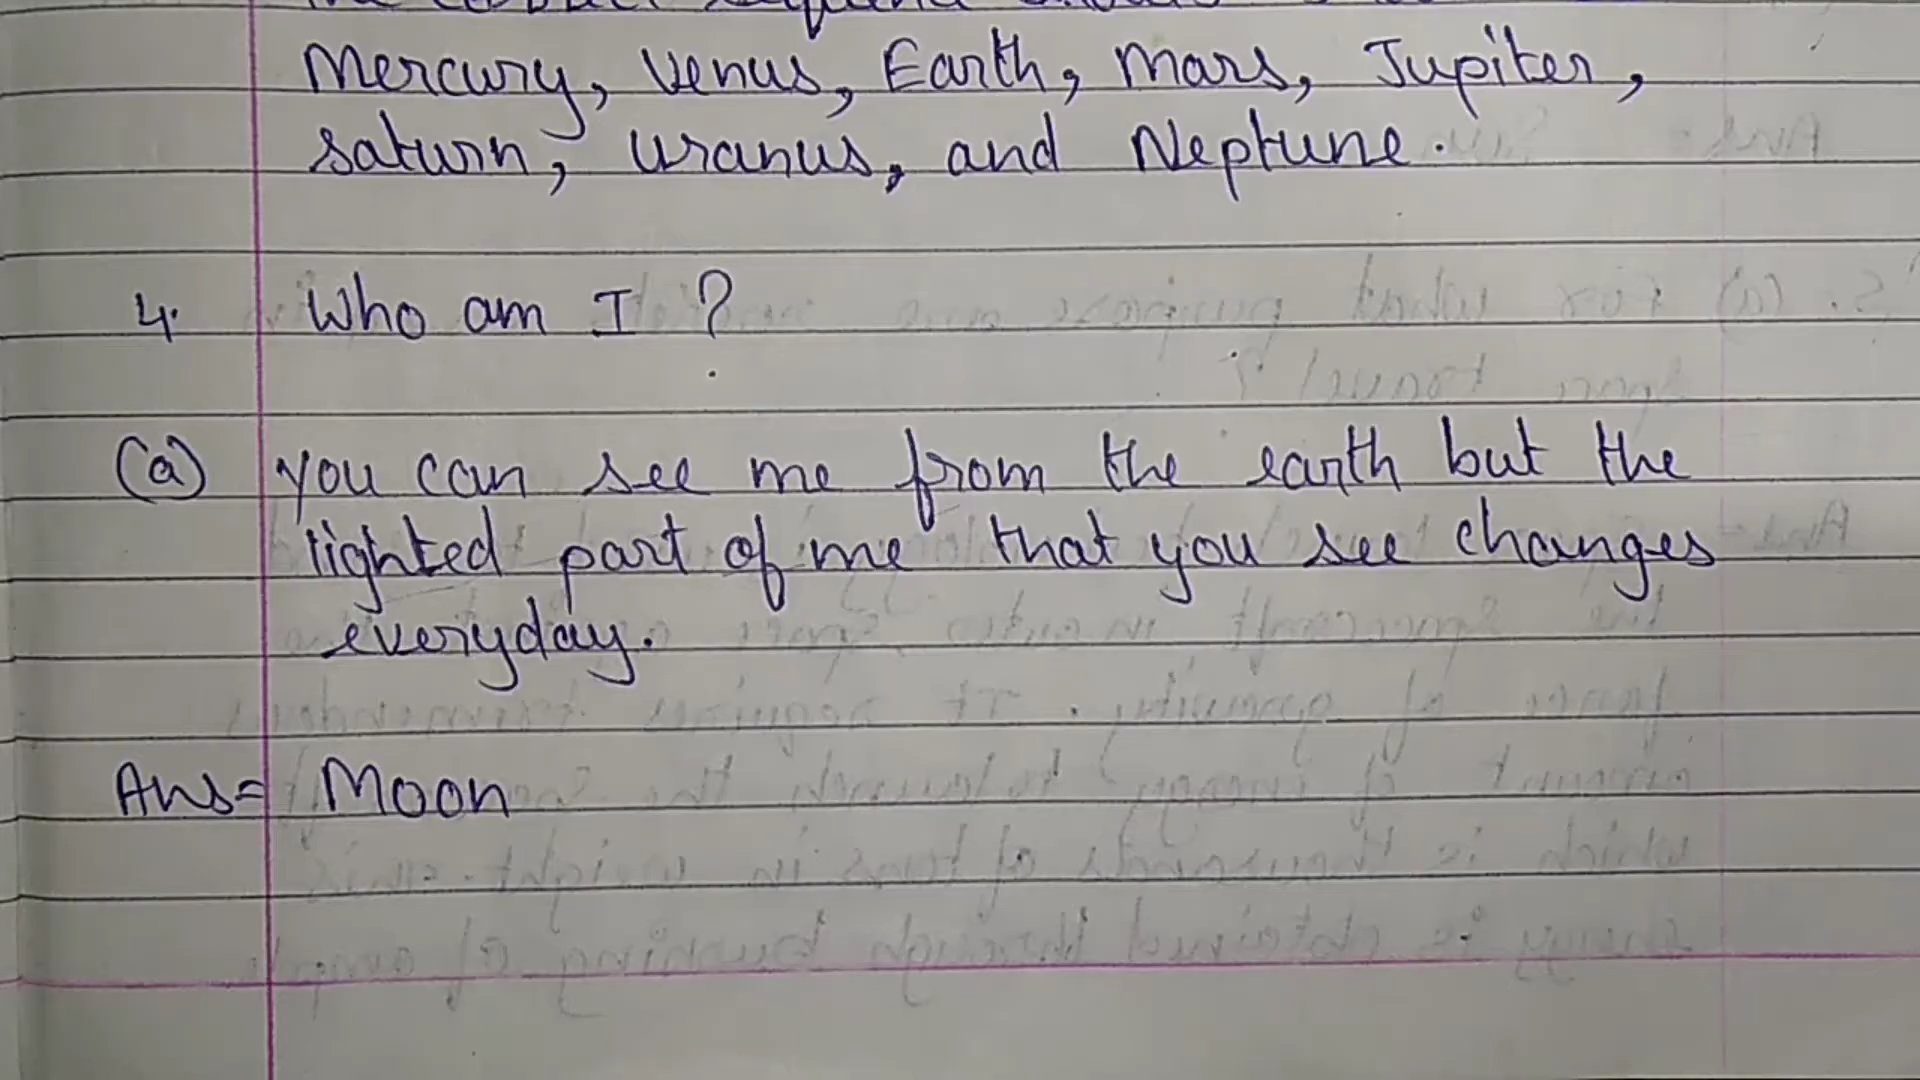 Mercury, Venus, Earth, Mars, Jupiter,
saturn, uranus, and Neptune.
4. Who am I ?
(a) you can see me from the earth but the
lighted part of me that you see changes
everyday.
Ans= Moon